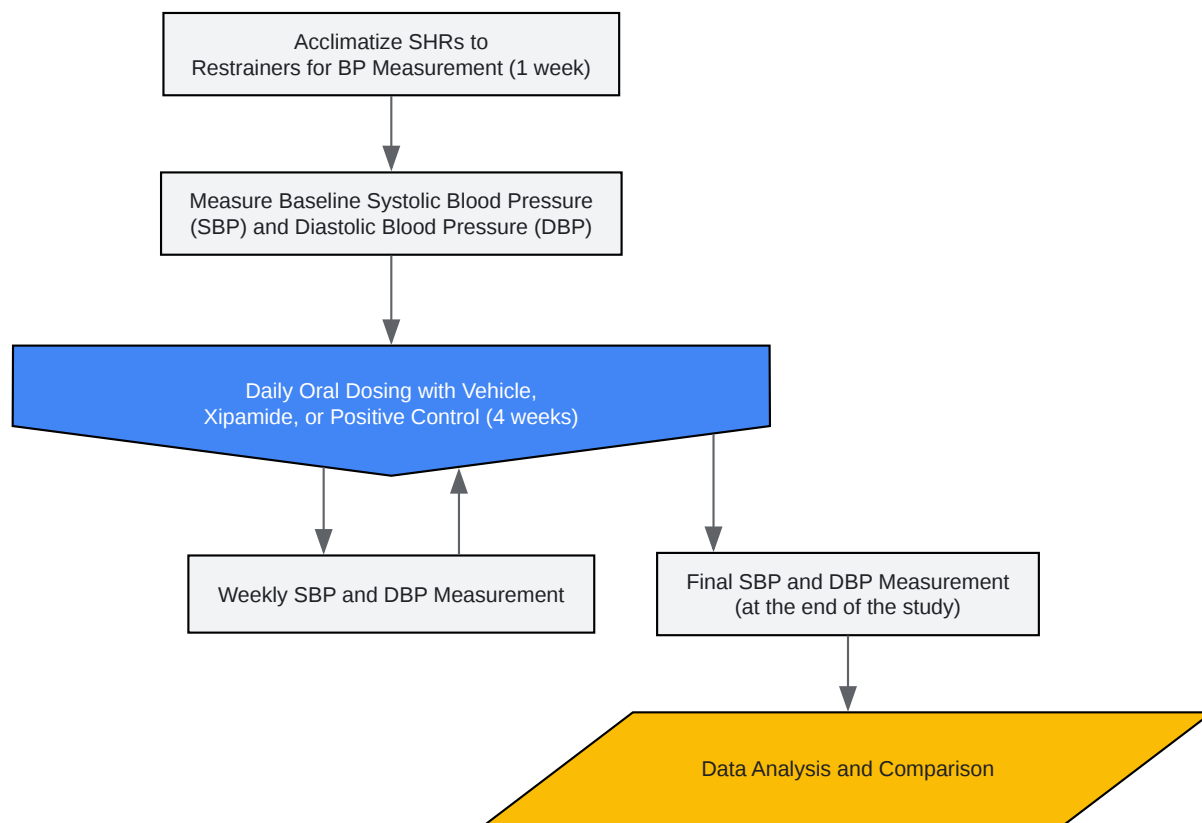 Acclimatize SHRs to
Restrainers for BP Measurement (1 week)
Measure Baseline Systolic Blood Pressure
(SBP) and Diastolic Blood Pressure (DBP)
Daily Oral Dosing with Vehicle,
Xipamide, or Positive Control (4 weeks)
Weekly SBP and DBP Measurement
Final SBP and DBP Measurement
(at the end of the study)
Data Analysis and Comparison